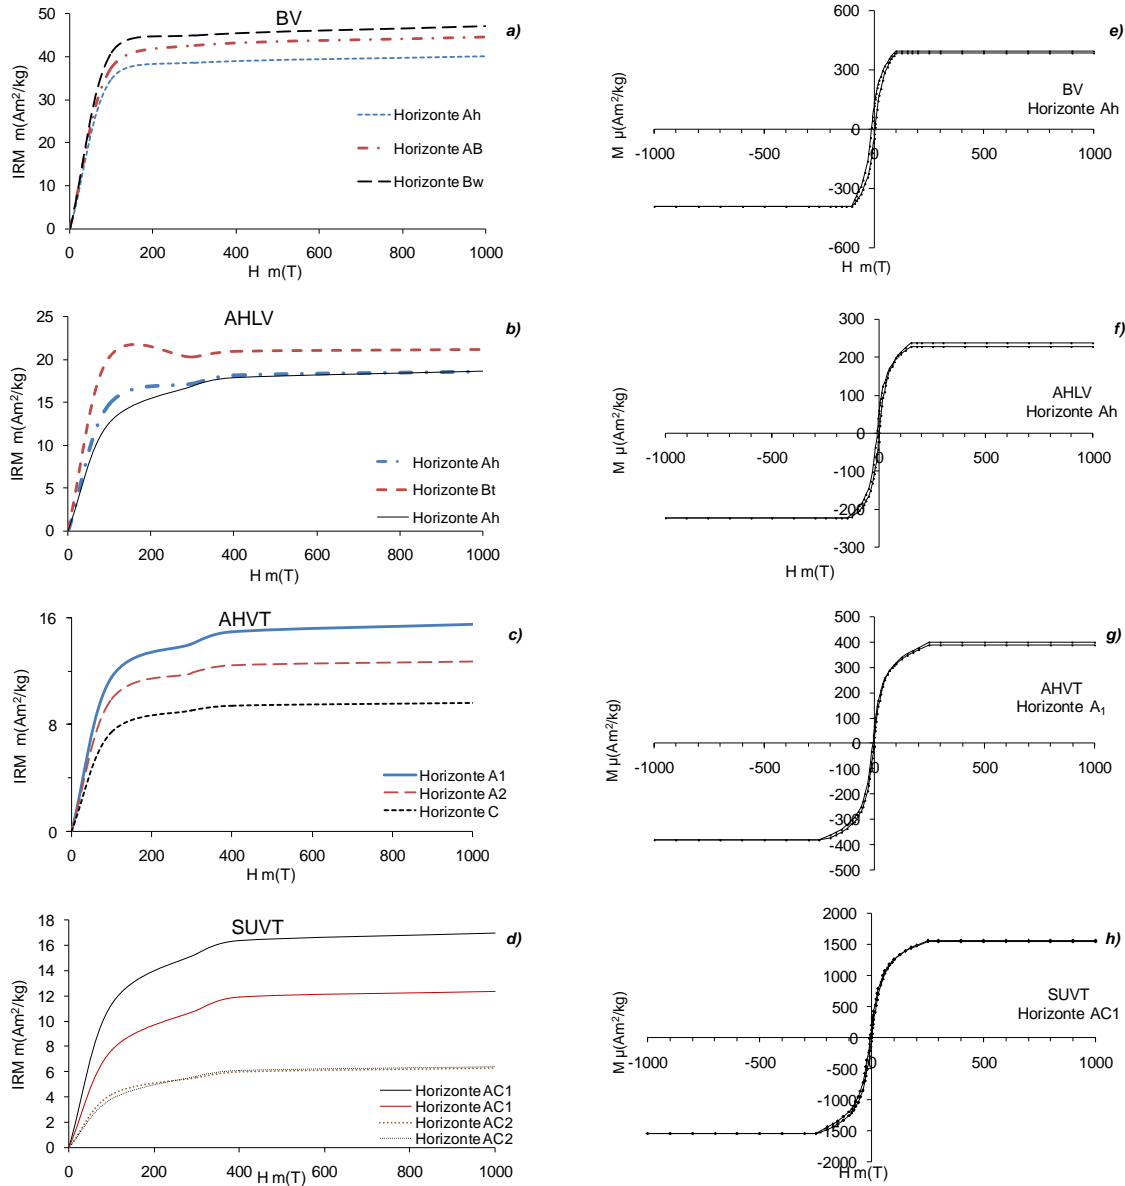 BV
a)
IRM m(Am²/kg)
50
40
30
20
10
0
Horizonte Ah
Horizonte AB
Horizonte Bw
0 200 400 600 800 1000
H m(T)
e)
M µ(Am²/kg)
600
300
0
-300
-600
-1000 -500 0 500 1000
BV
Horizonte Ah
H m(T)
AHLV
b)
IRM m(Am²/kg)
25
20
15
10
5
0
Horizonte Ah
Horizonte Bt
Horizonte Ah
0 200 400 600 800 1000
H m(T)
f)
M µ(Am²/kg)
300
200
100
0
-100
-200
-300
-1000 -500 0 500 1000
AHLV
Horizonte Ah
H m(T)
AHVT
c)
IRM m(Am²/kg)
16
8
0
Horizonte A1
Horizonte A2
Horizonte C
0 200 400 600 800 1000
H m(T)
g)
M µ(Am²/kg)
500
400
300
200
100
0
-100
-200
-300
-400
-500
-1000 -500 0 500 1000
AHVT
Horizonte A₁
SUVT
d)
IRM m(Am²/kg)
18
16
14
12
10
8
6
4
2
0
Horizonte AC1
Horizonte AC1
Horizonte AC2
Horizonte AC2
0 200 400 600 800 1000
H m(T)
h)
M µ(Am²/kg)
2000
1500
1000
500
0
-500
-1000
-1500
-2000
-1000 -500 0 500 1000
SUVT
Horizonte AC1
H m(T)